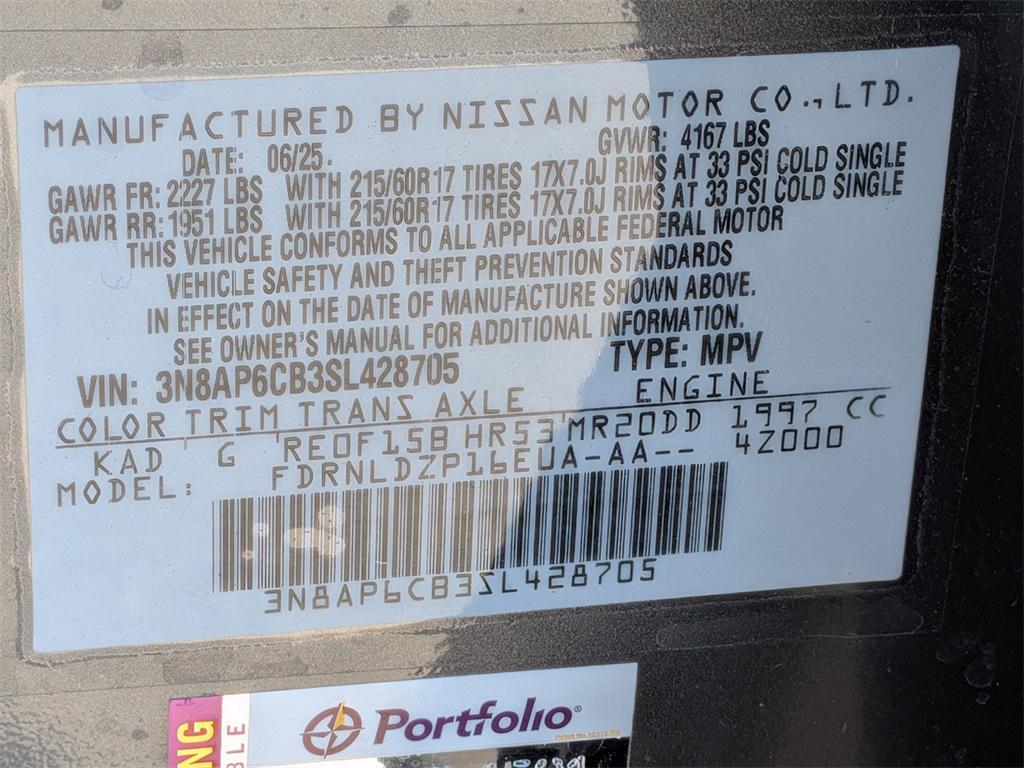 MANUFACTURED BY NISSAN MOTOR CO., LTD.
DATE: 06/25. GVWR: 4167 LBS
GAWR FR: 2227 LBS WITH 215/60R17 TIRES 17X7.0J RIMS AT 33 PSI COLD SINGLE
GAWR RR: 1951 LBS WITH 215/60R17 TIRES 17X7.0J RIMS AT 33 PSI COLD SINGLE
THIS VEHICLE CONFORMS TO ALL APPLICABLE FEDERAL MOTOR
VEHICLE SAFETY AND THEFT PREVENTION STANDARDS
IN EFFECT ON THE DATE OF MANUFACTURE SHOWN ABOVE.
SEE OWNER'S MANUAL FOR ADDITIONAL INFORMATION.
VIN: 3N8AP6CB3SL428705 TYPE: MPV
COLOR TRIM TRANS AXLE ENGINE
KAD G RE0F15B HR53 MR20DD 1997 CC
MODEL: FDRNLDZP16EUA-AA-- 4Z000
3N8AP6CB3SL428705
NG
BLE
Portfolio®